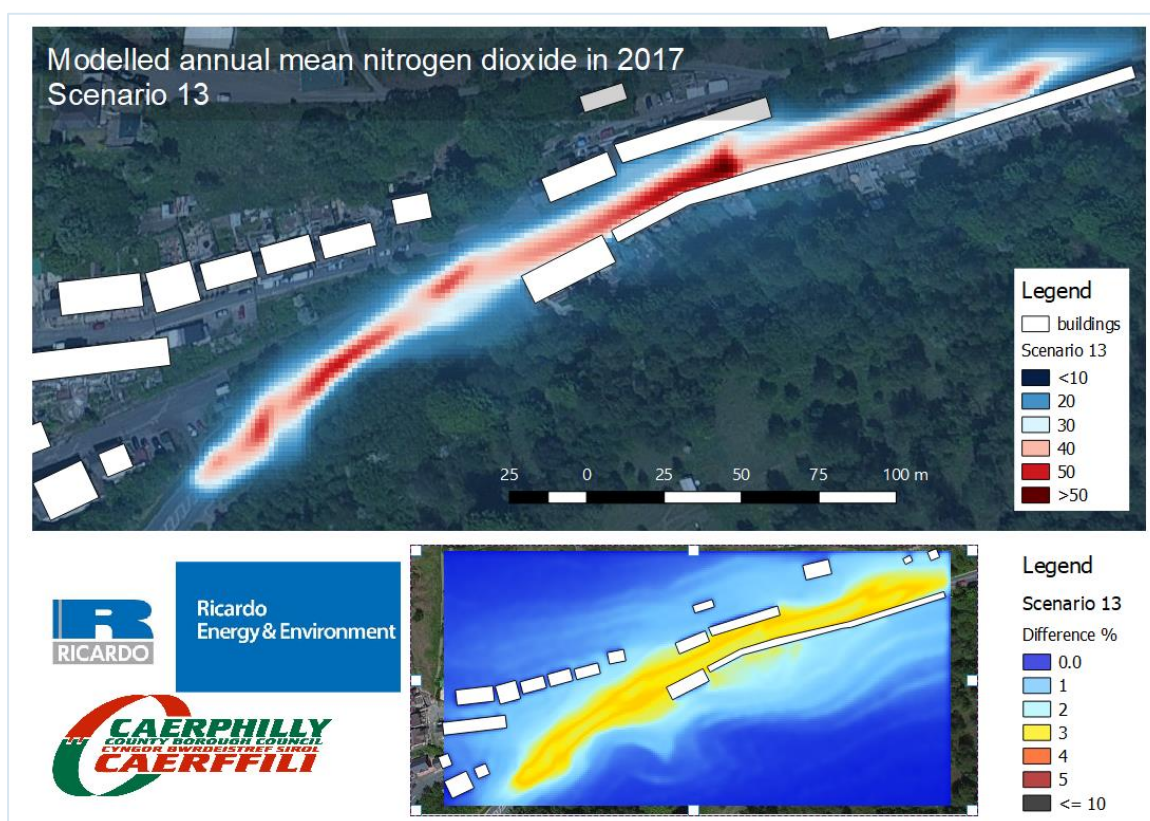 Modelled annual mean nitrogen dioxide in 2017
Scenario 13
Legend
buildings
Scenario 13
<10
20
30
40
50
>50
25 0 25 50 75 100 m
RICARDO
Ricardo
Energy & Environment
CAERPHILLY
COUNTY BOROUGH COUNCIL
CYNGOR BWRDEISTREF SIROL
CAERFFILI
Legend
Scenario 13
Difference %
0.0
1
2
3
4
5
<= 10